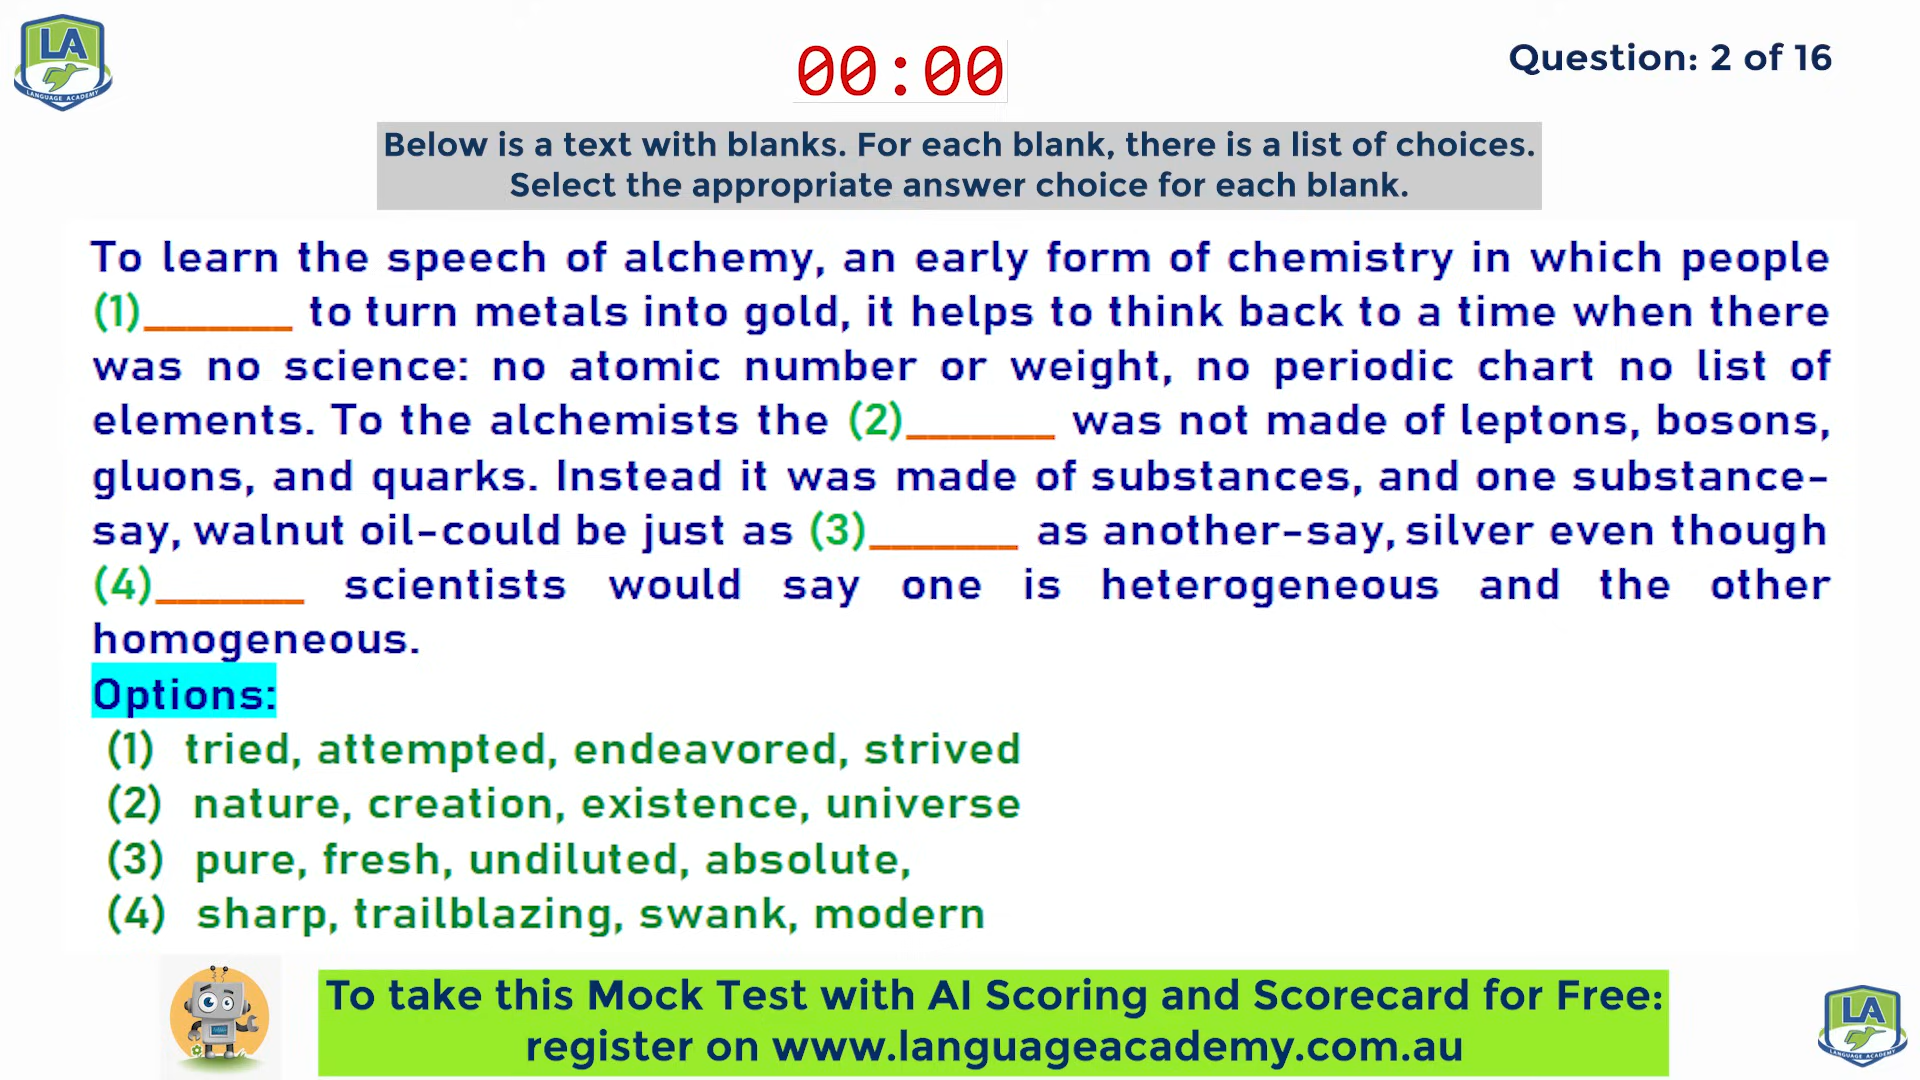 LA
LANGUAGE ACADEMY
00:00
Question: 2 of 16
Below is a text with blanks. For each blank, there is a list of choices.
Select the appropriate answer choice for each blank.
To learn the speech of alchemy, an early form of chemistry in which people
(1)_______ to turn metals into gold, it helps to think back to a time when there
was no science: no atomic number or weight, no periodic chart no list of
elements. To the alchemists the (2)_______ was not made of leptons, bosons,
gluons, and quarks. Instead it was made of substances, and one substance-
say, walnut oil-could be just as (3)_______ as another-say, silver even though
(4)_______ scientists would say one is heterogeneous and the other
homogeneous.
Options:
(1) tried, attempted, endeavored, strived
(2) nature, creation, existence, universe
(3) pure, fresh, undiluted, absolute,
(4) sharp, trailblazing, swank, modern
To take this Mock Test with AI Scoring and Scorecard for Free:
register on www.languageacademy.com.au
LA
LANGUAGE ACADEMY